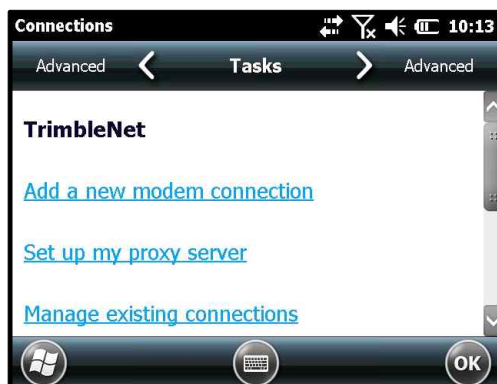 Connections 10:13
Advanced Tasks Advanced
TrimbleNet
Add a new modem connection
Set up my proxy server
Manage existing connections
OK